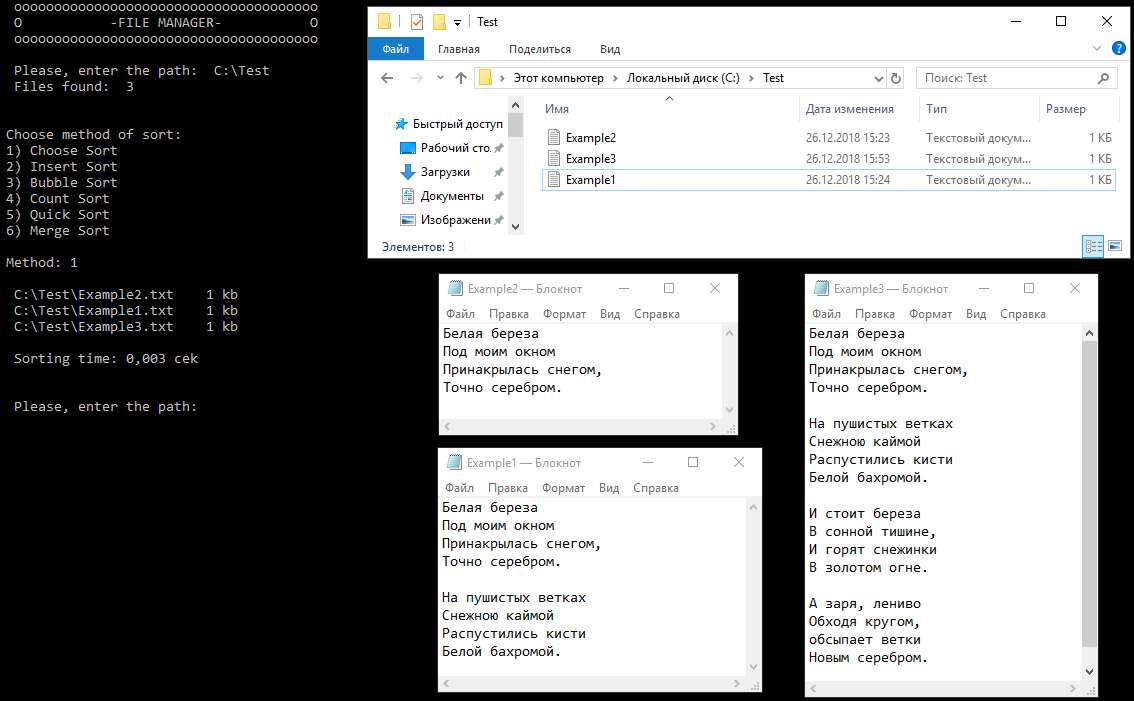 oooooooooooooooooooooooooooooooooooooo
O           -FILE MANAGER-           O
oooooooooooooooooooooooooooooooooooooo
Please, enter the path:  C:\Test
Files found:  3
Choose method of sort:
1) Choose Sort
2) Insert Sort
3) Bubble Sort
4) Count Sort
5) Quick Sort
6) Merge Sort
Method: 1
C:\Test\Example2.txt    1 kb
C:\Test\Example1.txt    1 kb
C:\Test\Example3.txt    1 kb
Sorting time: 0,003 cek
Please, enter the path:
Test
Файл Главная Поделиться Вид
Этот компьютер Локальный диск (C:) Test
Поиск: Test
Быстрый доступ
Рабочий сто.
Загрузки
Документы
Изображени
Имя Дата изменения Тип Размер
Example2 26.12.2018 15:23 Текстовый докум... 1 КБ
Example3 26.12.2018 15:53 Текстовый докум... 1 КБ
Example1 26.12.2018 15:24 Текстовый докум... 1 КБ
Элементов: 3
Example2 — Блокнот
Файл Правка Формат Вид Справка
Белая береза
Под моим окном
Принакрылась снегом,
Точно серебром.
Example1 — Блокнот
Файл Правка Формат Вид Справка
Белая береза
Под моим окном
Принакрылась снегом,
Точно серебром.
На пушистых ветках
Снежною каймой
Распустились кисти
Белой бахромой.
Example3 — Блокнот
Файл Правка Формат Вид Справка
Белая береза
Под моим окном
Принакрылась снегом,
Точно серебром.
На пушистых ветках
Снежною каймой
Распустились кисти
Белой бахромой.
И стоит береза
В сонной тишине,
И горят снежинки
В золотом огне.
А заря, лениво
Обходя кругом,
обсыпает ветки
Новым серебром.